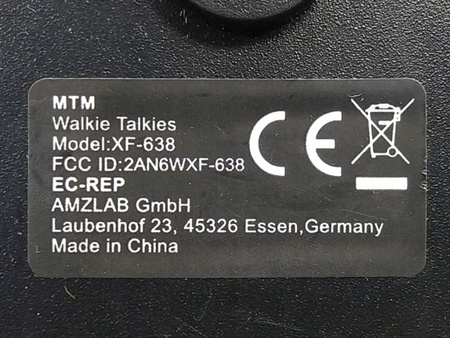 MTM
Walkie Talkies
Model:XF-638
FCC ID:2AN6WXF-638
EC-REP
AMZLAB GmbH
Laubenhof 23, 45326 Essen,Germany
Made in China
CE